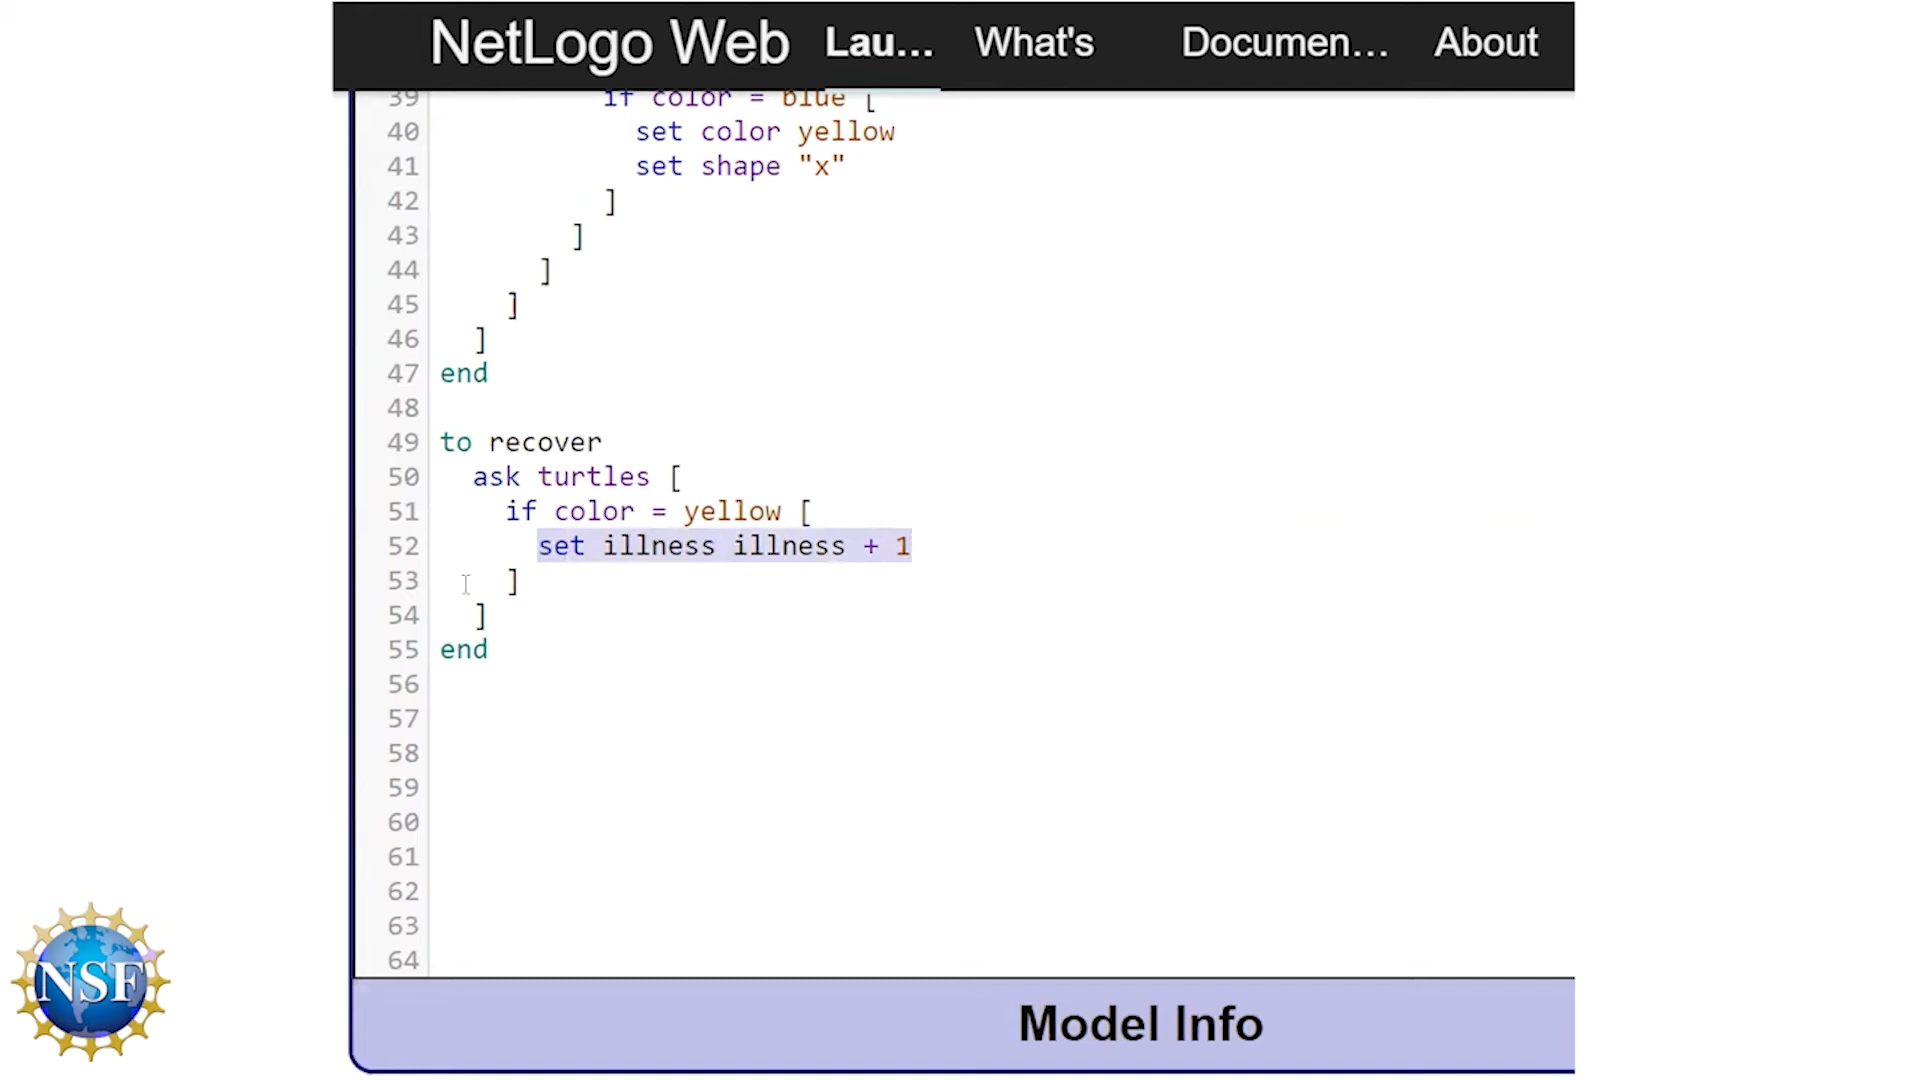 NetLogo Web Lau... What's Documen... About
39 if color = blue [
40 set color yellow
41 set shape "x"
42 ]
43 ]
44 ]
45 ]
46 ]
47 end
48
49 to recover
50 ask turtles [
51 if color = yellow [
52 set illness illness + 1
53 ]
54 ]
55 end
56
57
58
59
60
61
62
63
64
NSF
Model Info